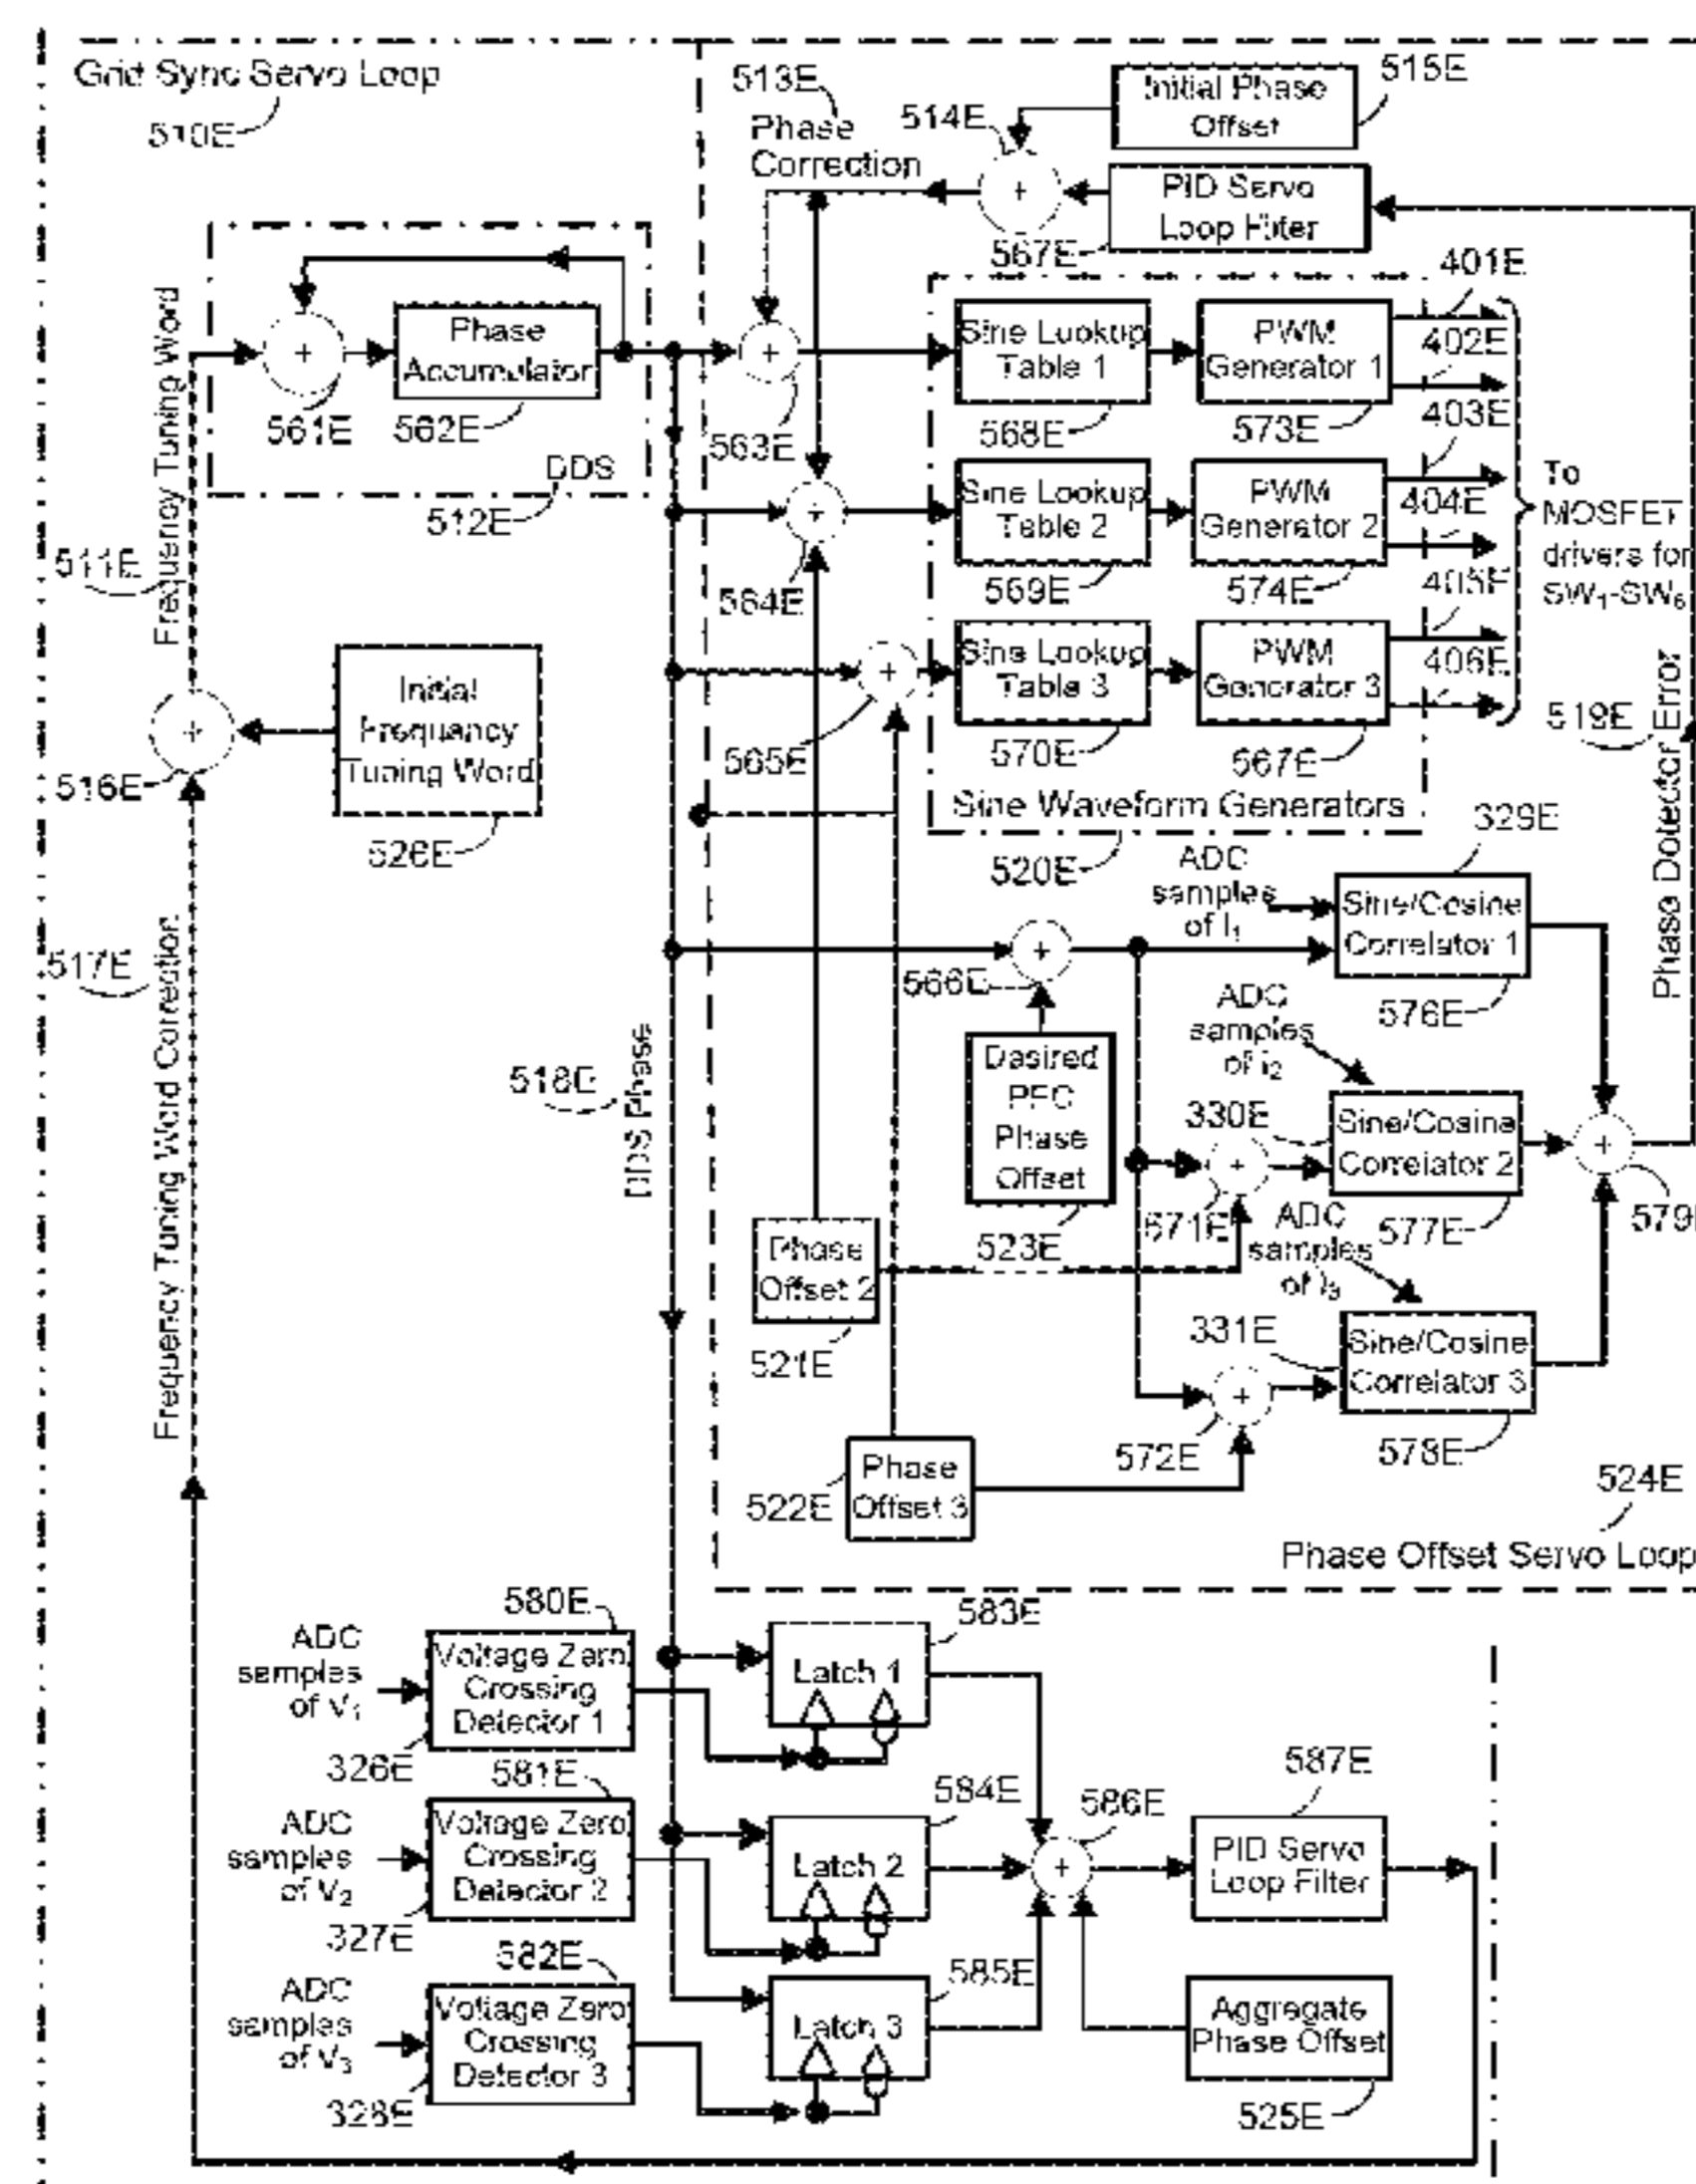 Grid Sync Servo Loop
510E
513E
Phase
Correction
514E
Initial Phase
Offset
515E
PID Servo
Loop Filter
567E
Frequency Tuning Word
511E
561E
Phase
Accumulator
562E
DDS
512E
563E
564E
565E
Sine Lookup
Table 1
568E
PWM
Generator 1
573E
401E
402E
403E
Sine Lookup
Table 2
569E
PWM
Generator 2
574E
404E
405E
Sine Lookup
Table 3
570E
PWM
Generator 3
567E
406E
To
MOSFET
drivers for
SW1-SW6
Sine Waveform Generators
520E
Initial
Frequency
Tuning Word
526E
516E
Frequency Tuning Word Corection
517E
518E
DDS Phase
519E
Phase Detector Error
ADC
samples
of I1
329E
Sine/Cosine
Correlator 1
576E
566E
Dasired
PFC
Phase
Offset
523E
ADC
samples
of I2
330E
Sine/Cosine
Correlator 2
577E
571E
579E
ADC
samples
of I3
331E
Sine/Cosine
Correlator 3
578E
572E
Phase
Offset 2
521E
Phase
Offset 3
522E
524E
Phase Offset Servo Loop
ADC
samples
of V1
326E
580E
Voltage Zero
Crossing
Detector 1
583E
Latch 1
ADC
samples
of V2
327E
581E
Voltage Zero
Crossing
Detector 2
584E
Latch 2
586E
587E
PID Servo
Loop Filter
ADC
samples
of V3
328E
582E
Voltage Zero
Crossing
Detector 3
585E
Latch 3
Aggregate
Phase Offset
525E